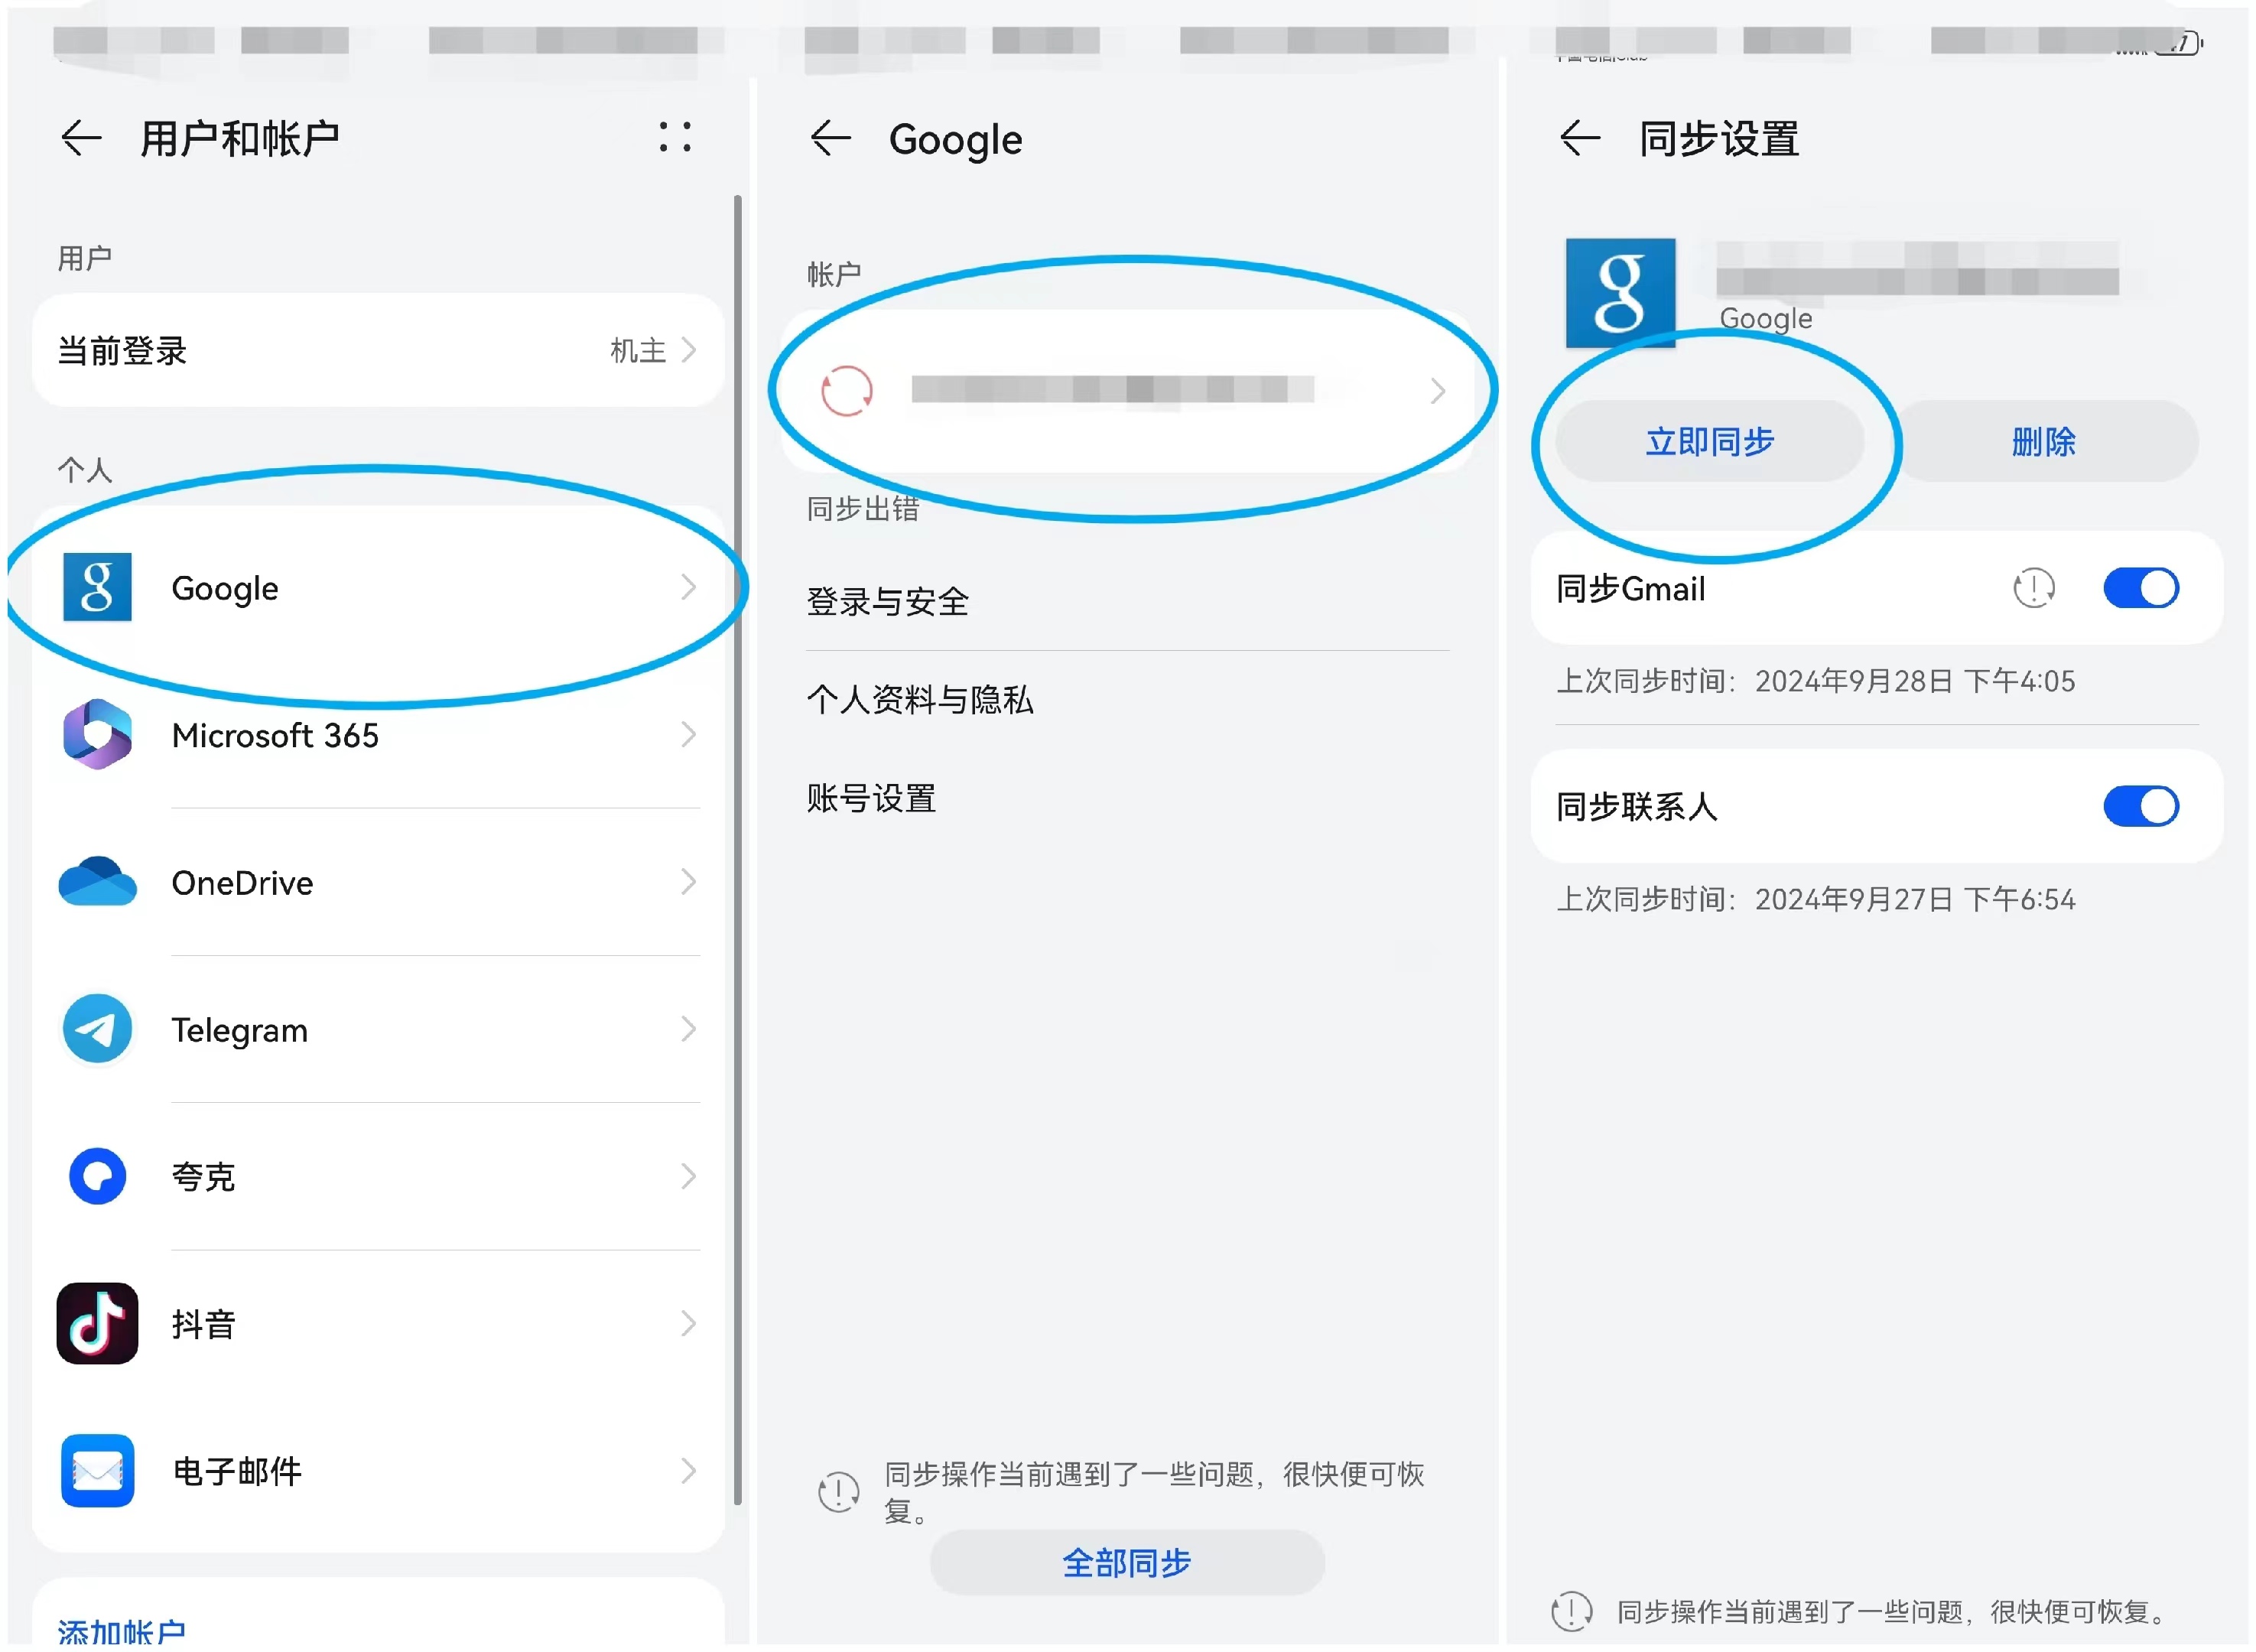 用户和帐户
用户
当前登录 机主
个人
Google
Microsoft 365
OneDrive
Telegram
夸克
抖音
电子邮件
添加帐户
Google
帐户
同步出错
登录与安全
个人资料与隐私
账号设置
同步操作当前遇到了一些问题，很快便可恢
复。
全部同步
同步设置
Google
立即同步 删除
同步Gmail
上次同步时间：2024年9月28日 下午4:05
同步联系人
上次同步时间：2024年9月27日 下午6:54
同步操作当前遇到了一些问题，很快便可恢复。